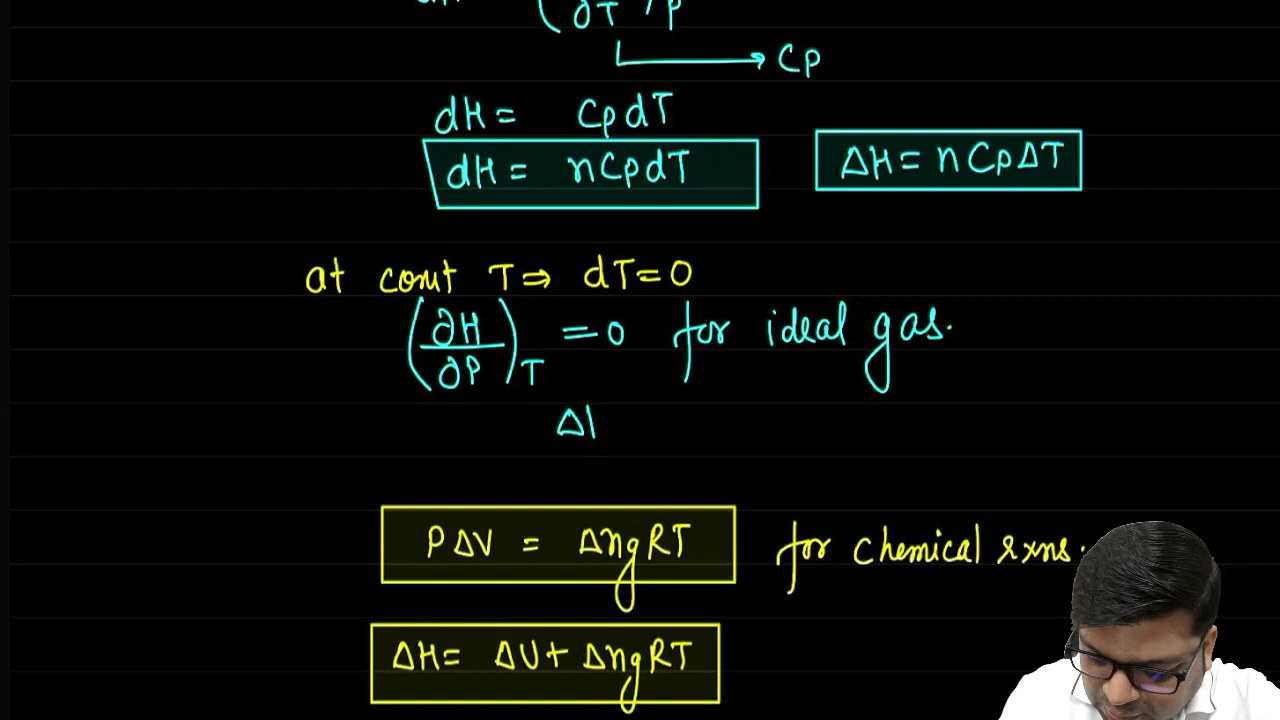 (∂T)P
→ Cp
dH = CpdT
dH = nCpdT
ΔH = nCpΔT
at const T ⇒ dT=0
(∂H/∂P)T = 0 for ideal gas.
Δ
PΔV = ΔngRT for chemical rxns.
ΔH = ΔU+ ΔngRT